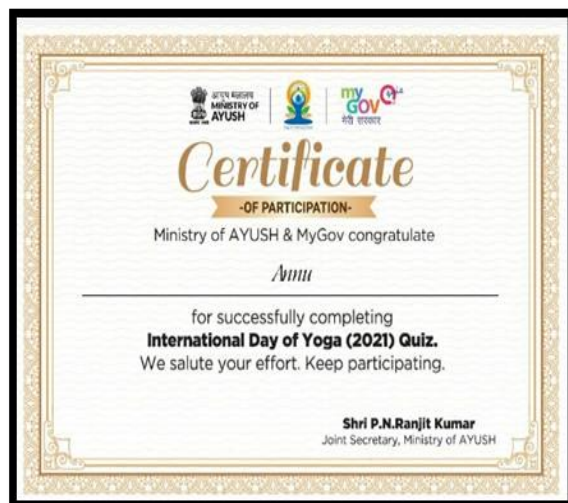 आयुष मंत्रालय
MINISTRY OF
AYUSH
my
GOV
मेरी सरकार
Certificate
-OF PARTICIPATION-
Ministry of AYUSH & MyGov congratulate
Annu
for successfully completing
International Day of Yoga (2021) Quiz.
We salute your effort. Keep participating.
Shri P.N.Ranjit Kumar
Joint Secretary, Ministry of AYUSH